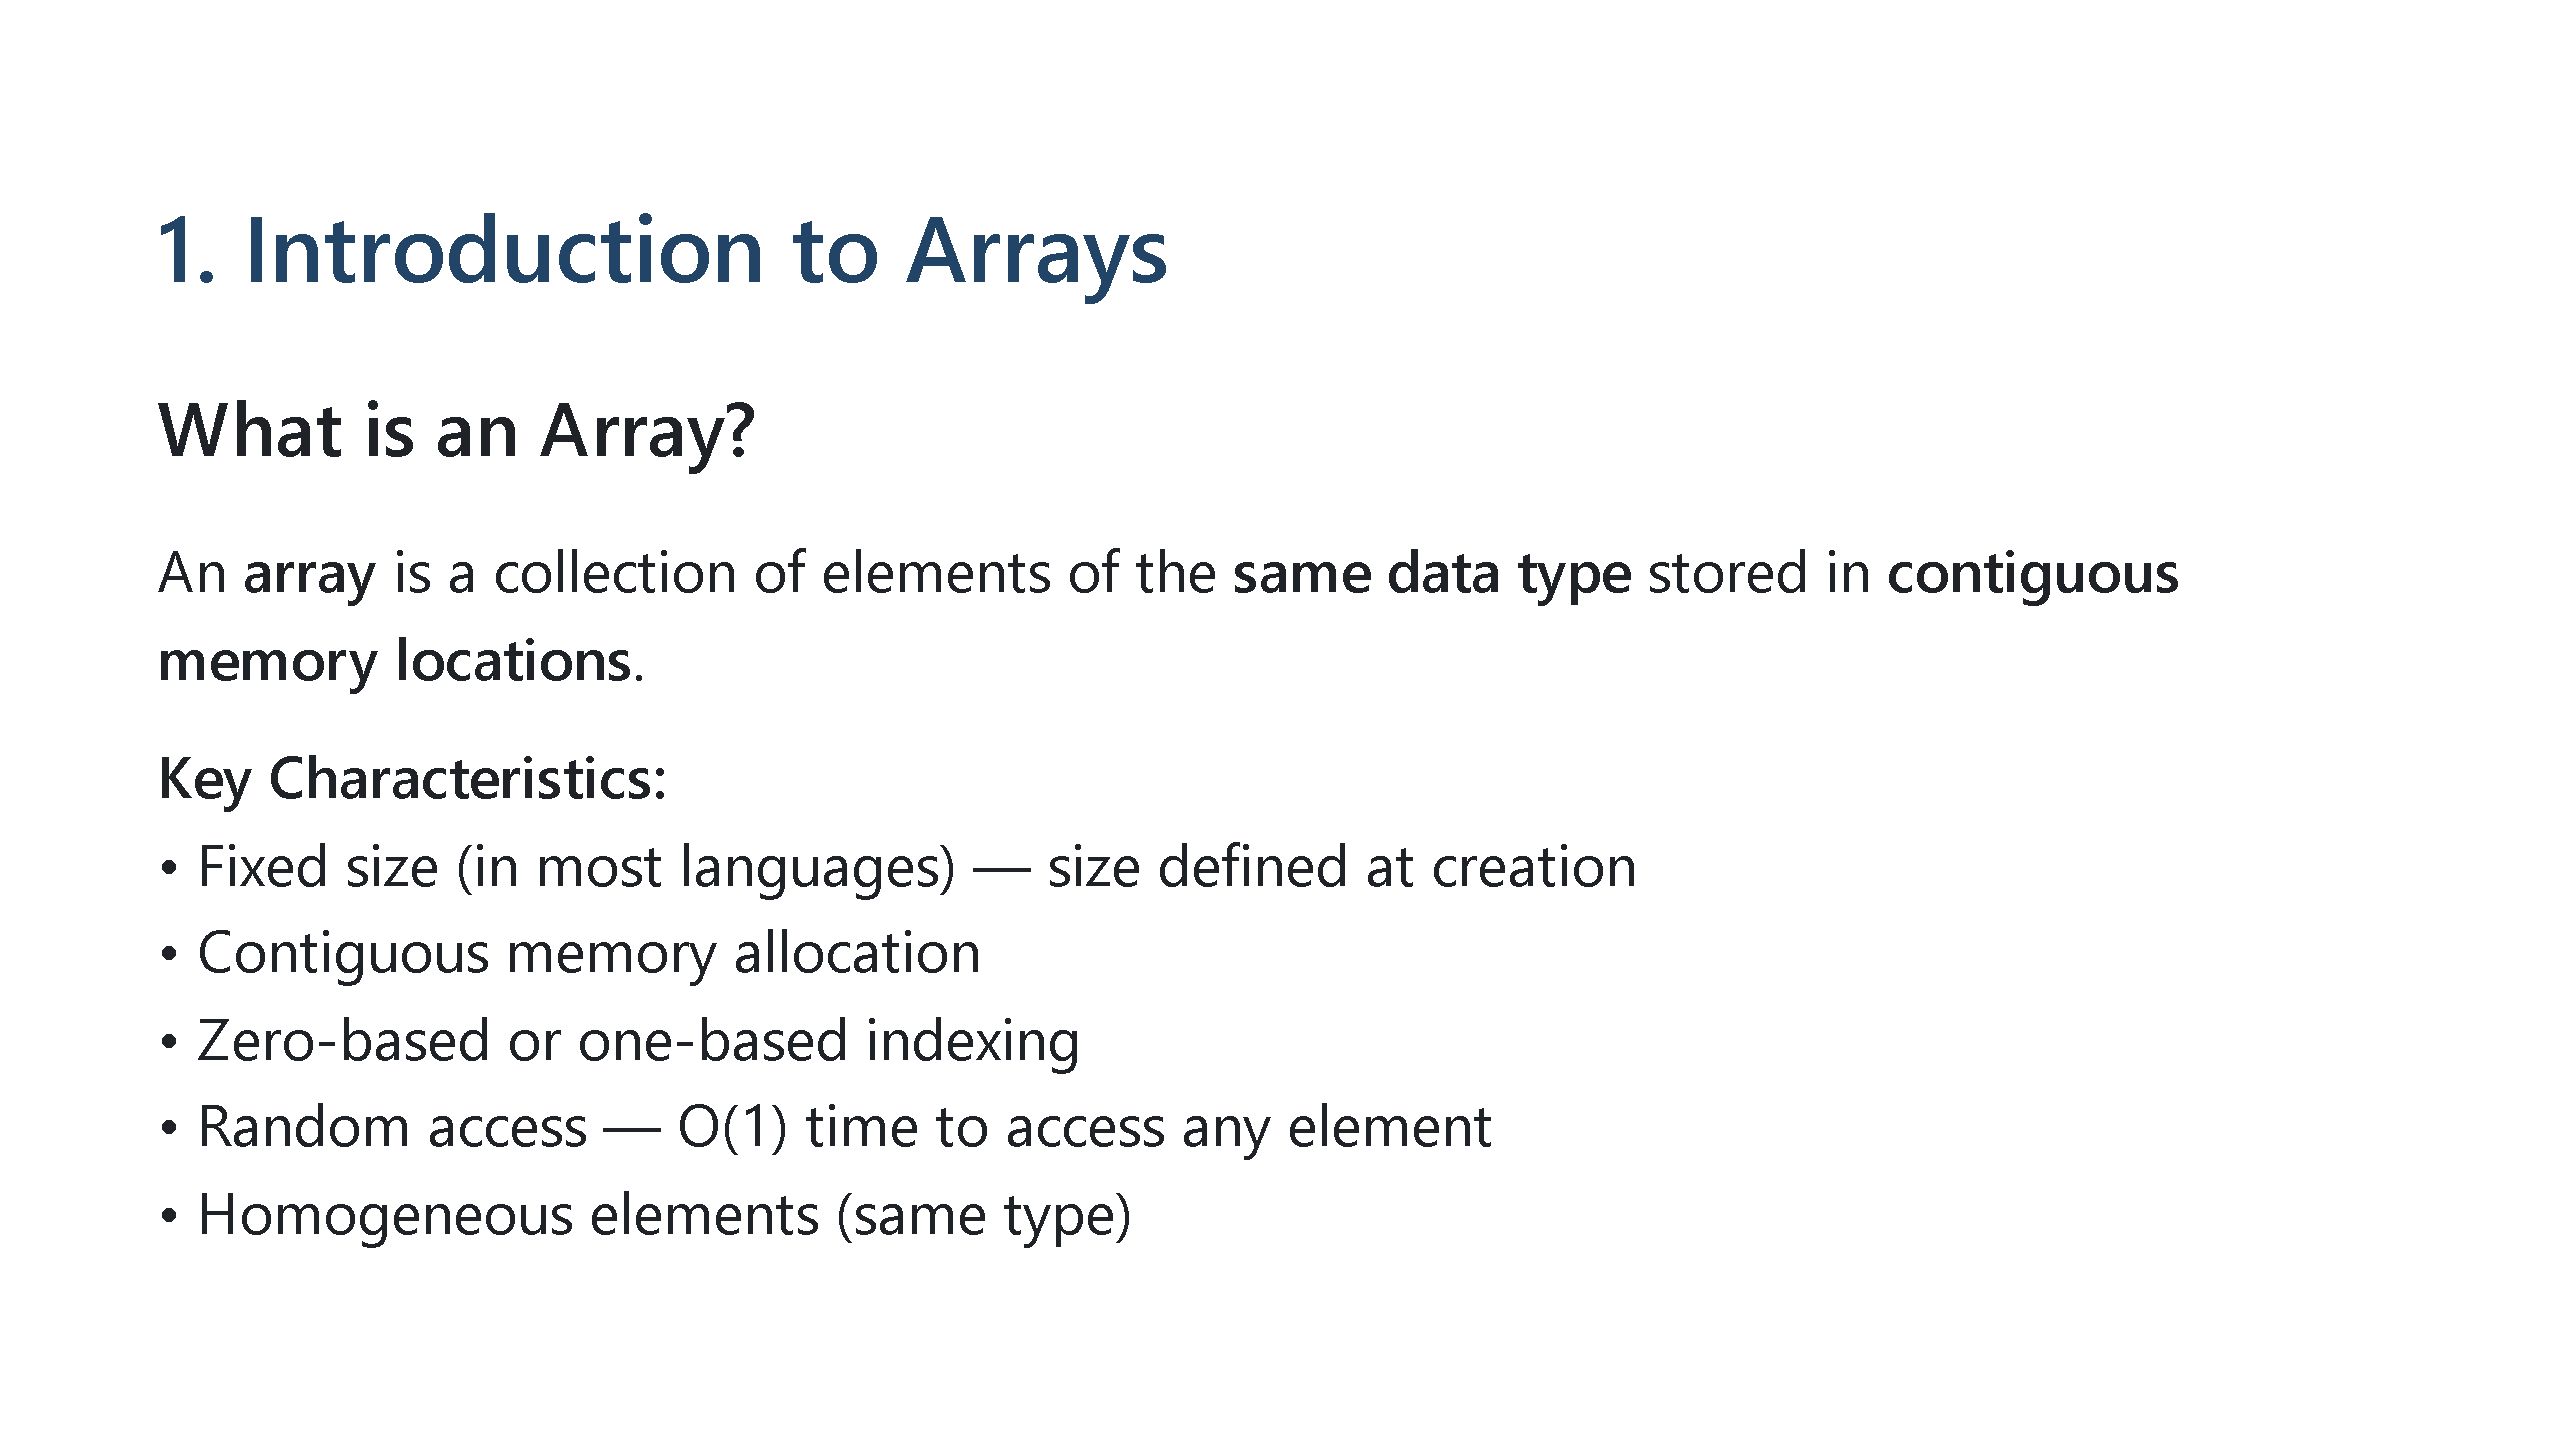 1. Introduction to Arrays
What is an Array?
An array is a collection of elements of the same data type stored in contiguous
memory locations.
Key Characteristics:
• Fixed size (in most languages) — size defined at creation
• Contiguous memory allocation
• Zero-based or one-based indexing
• Random access — O(1) time to access any element
• Homogeneous elements (same type)